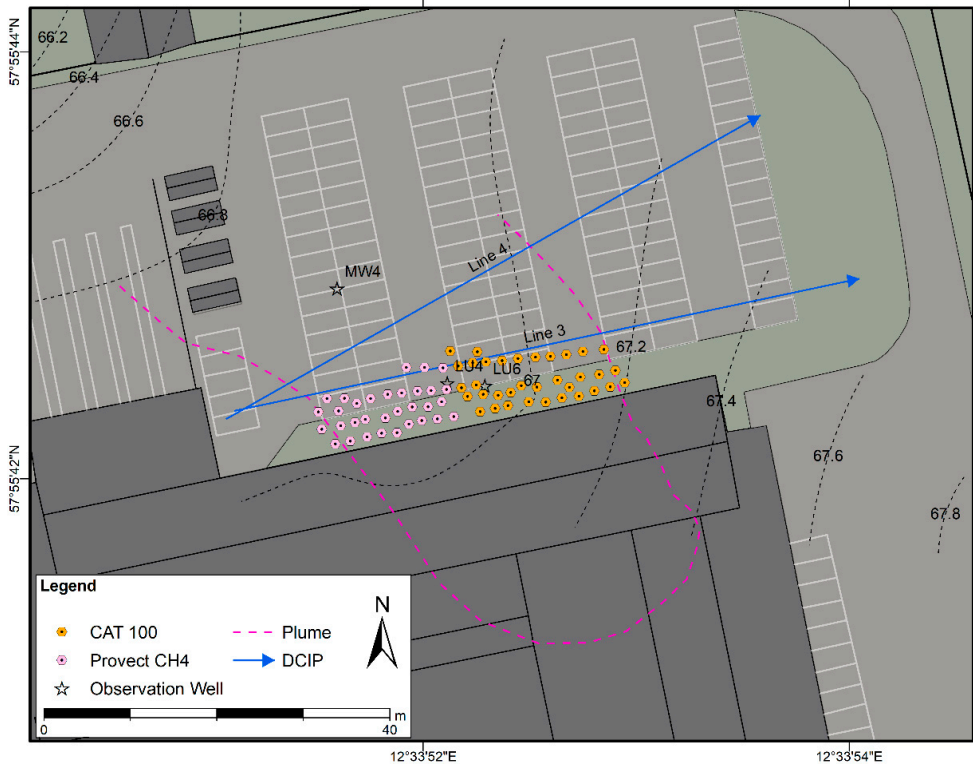 57°55'44"N
66.2
66.4
66.6
66.8
MW4
Line 4
Line 3
67.2
LU4
LU6
67
67.4
67.6
67.8
57°55'42"N
Legend
CAT 100
Plume
Provect CH4
DCIP
Observation Well
N
0
40
m
12°33'52"E
12°33'54"E